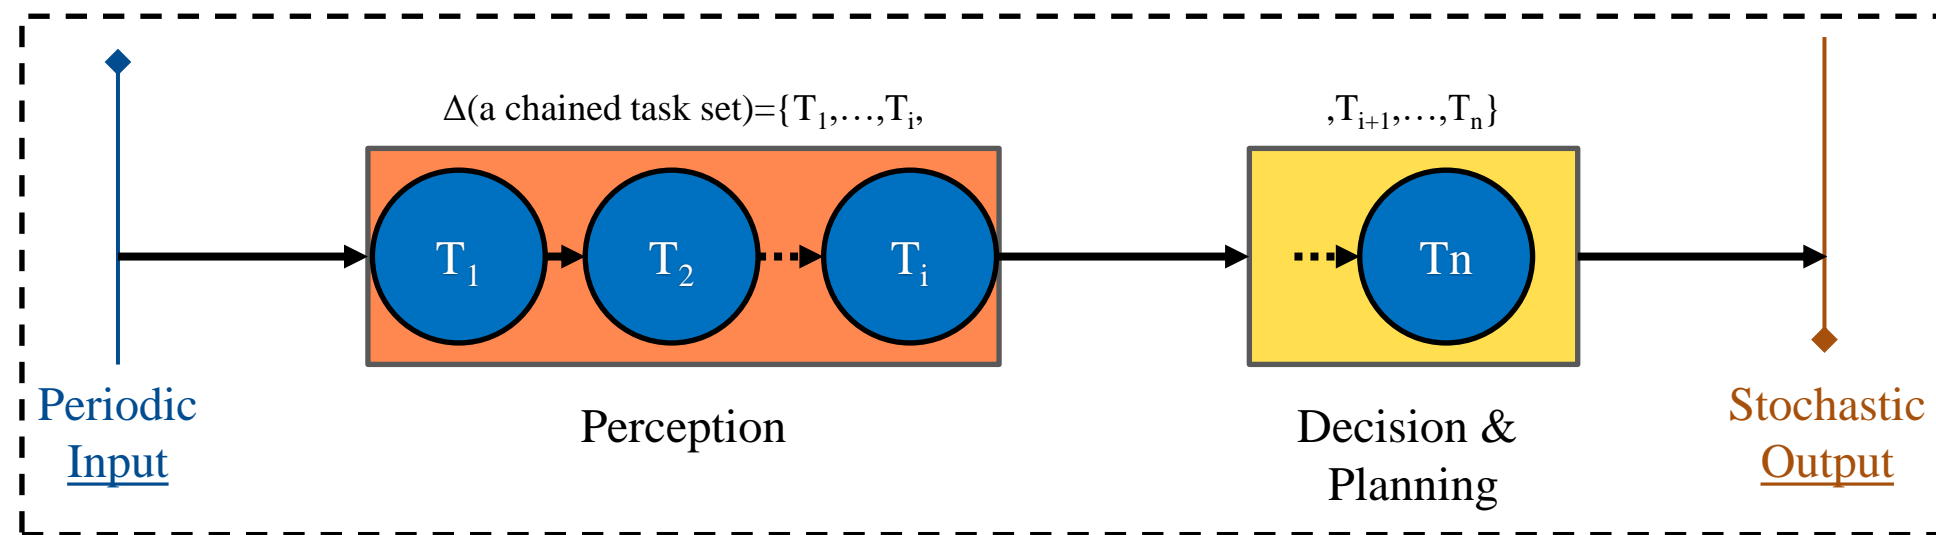 Δ(a chained task set)={T₁,…,Tᵢ,
,Tᵢ₊₁,…,Tₙ}
T₁
T₂
Tᵢ
Tn
Periodic
Input
Perception
Decision &
Planning
Stochastic
Output